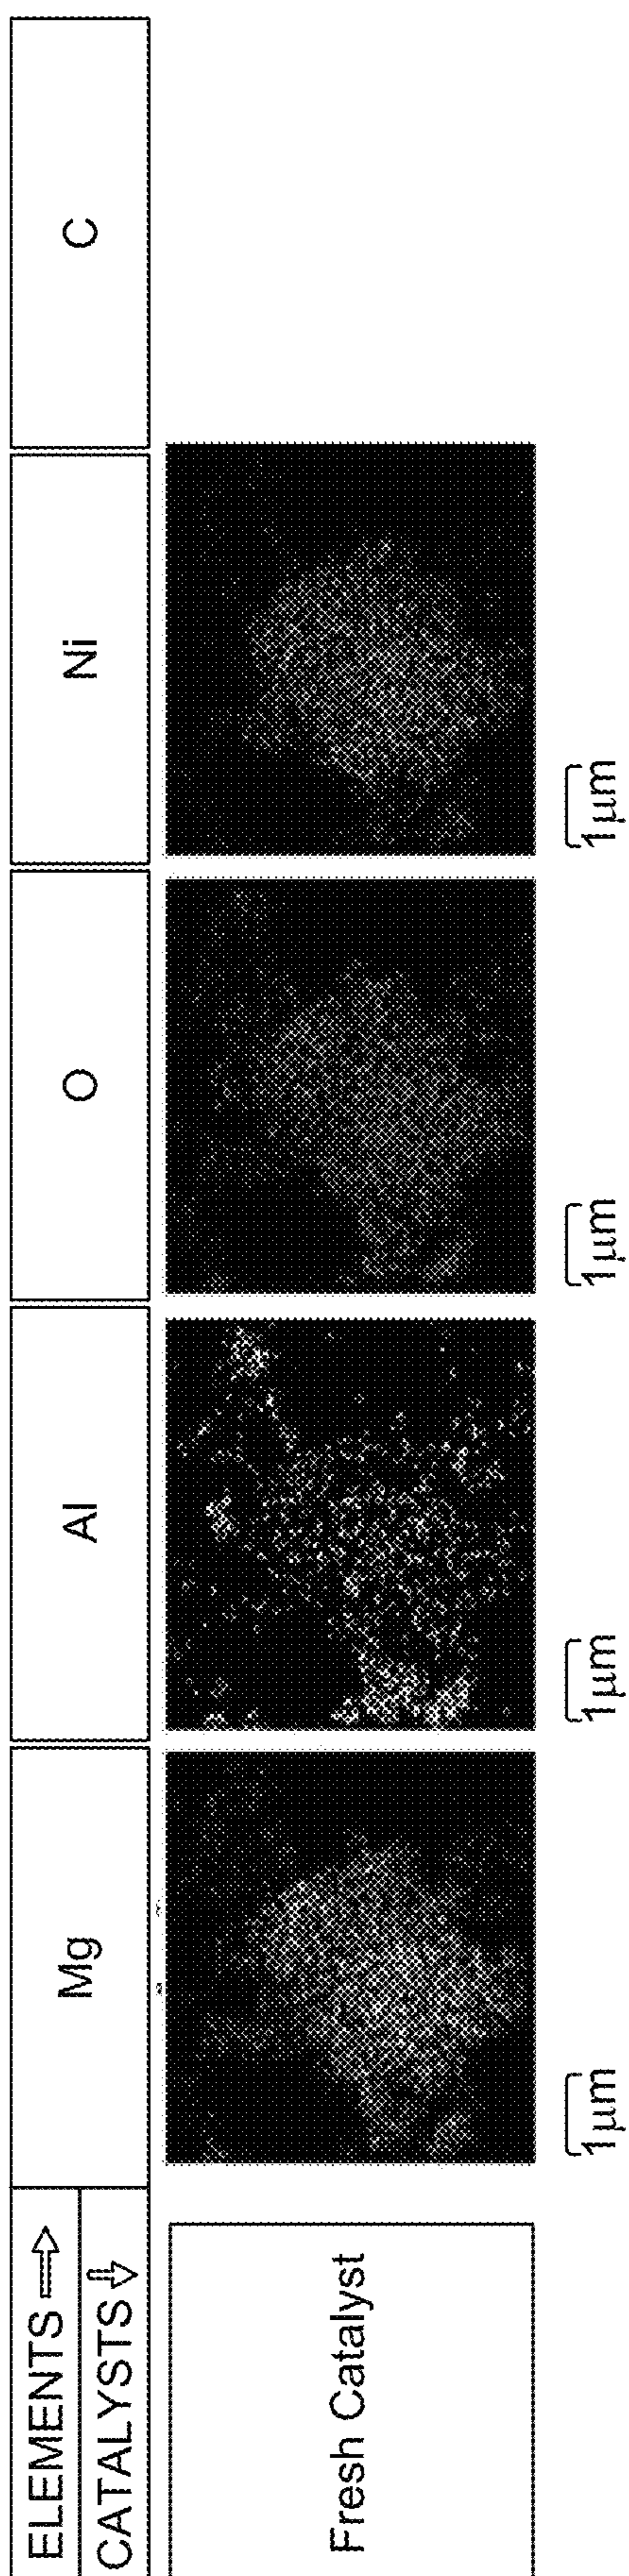 ELEMENTS ⇨
CATALYSTS ⇩
Mg
Al
O
Ni
C
Fresh Catalyst
1μm
1μm
1μm
1μm